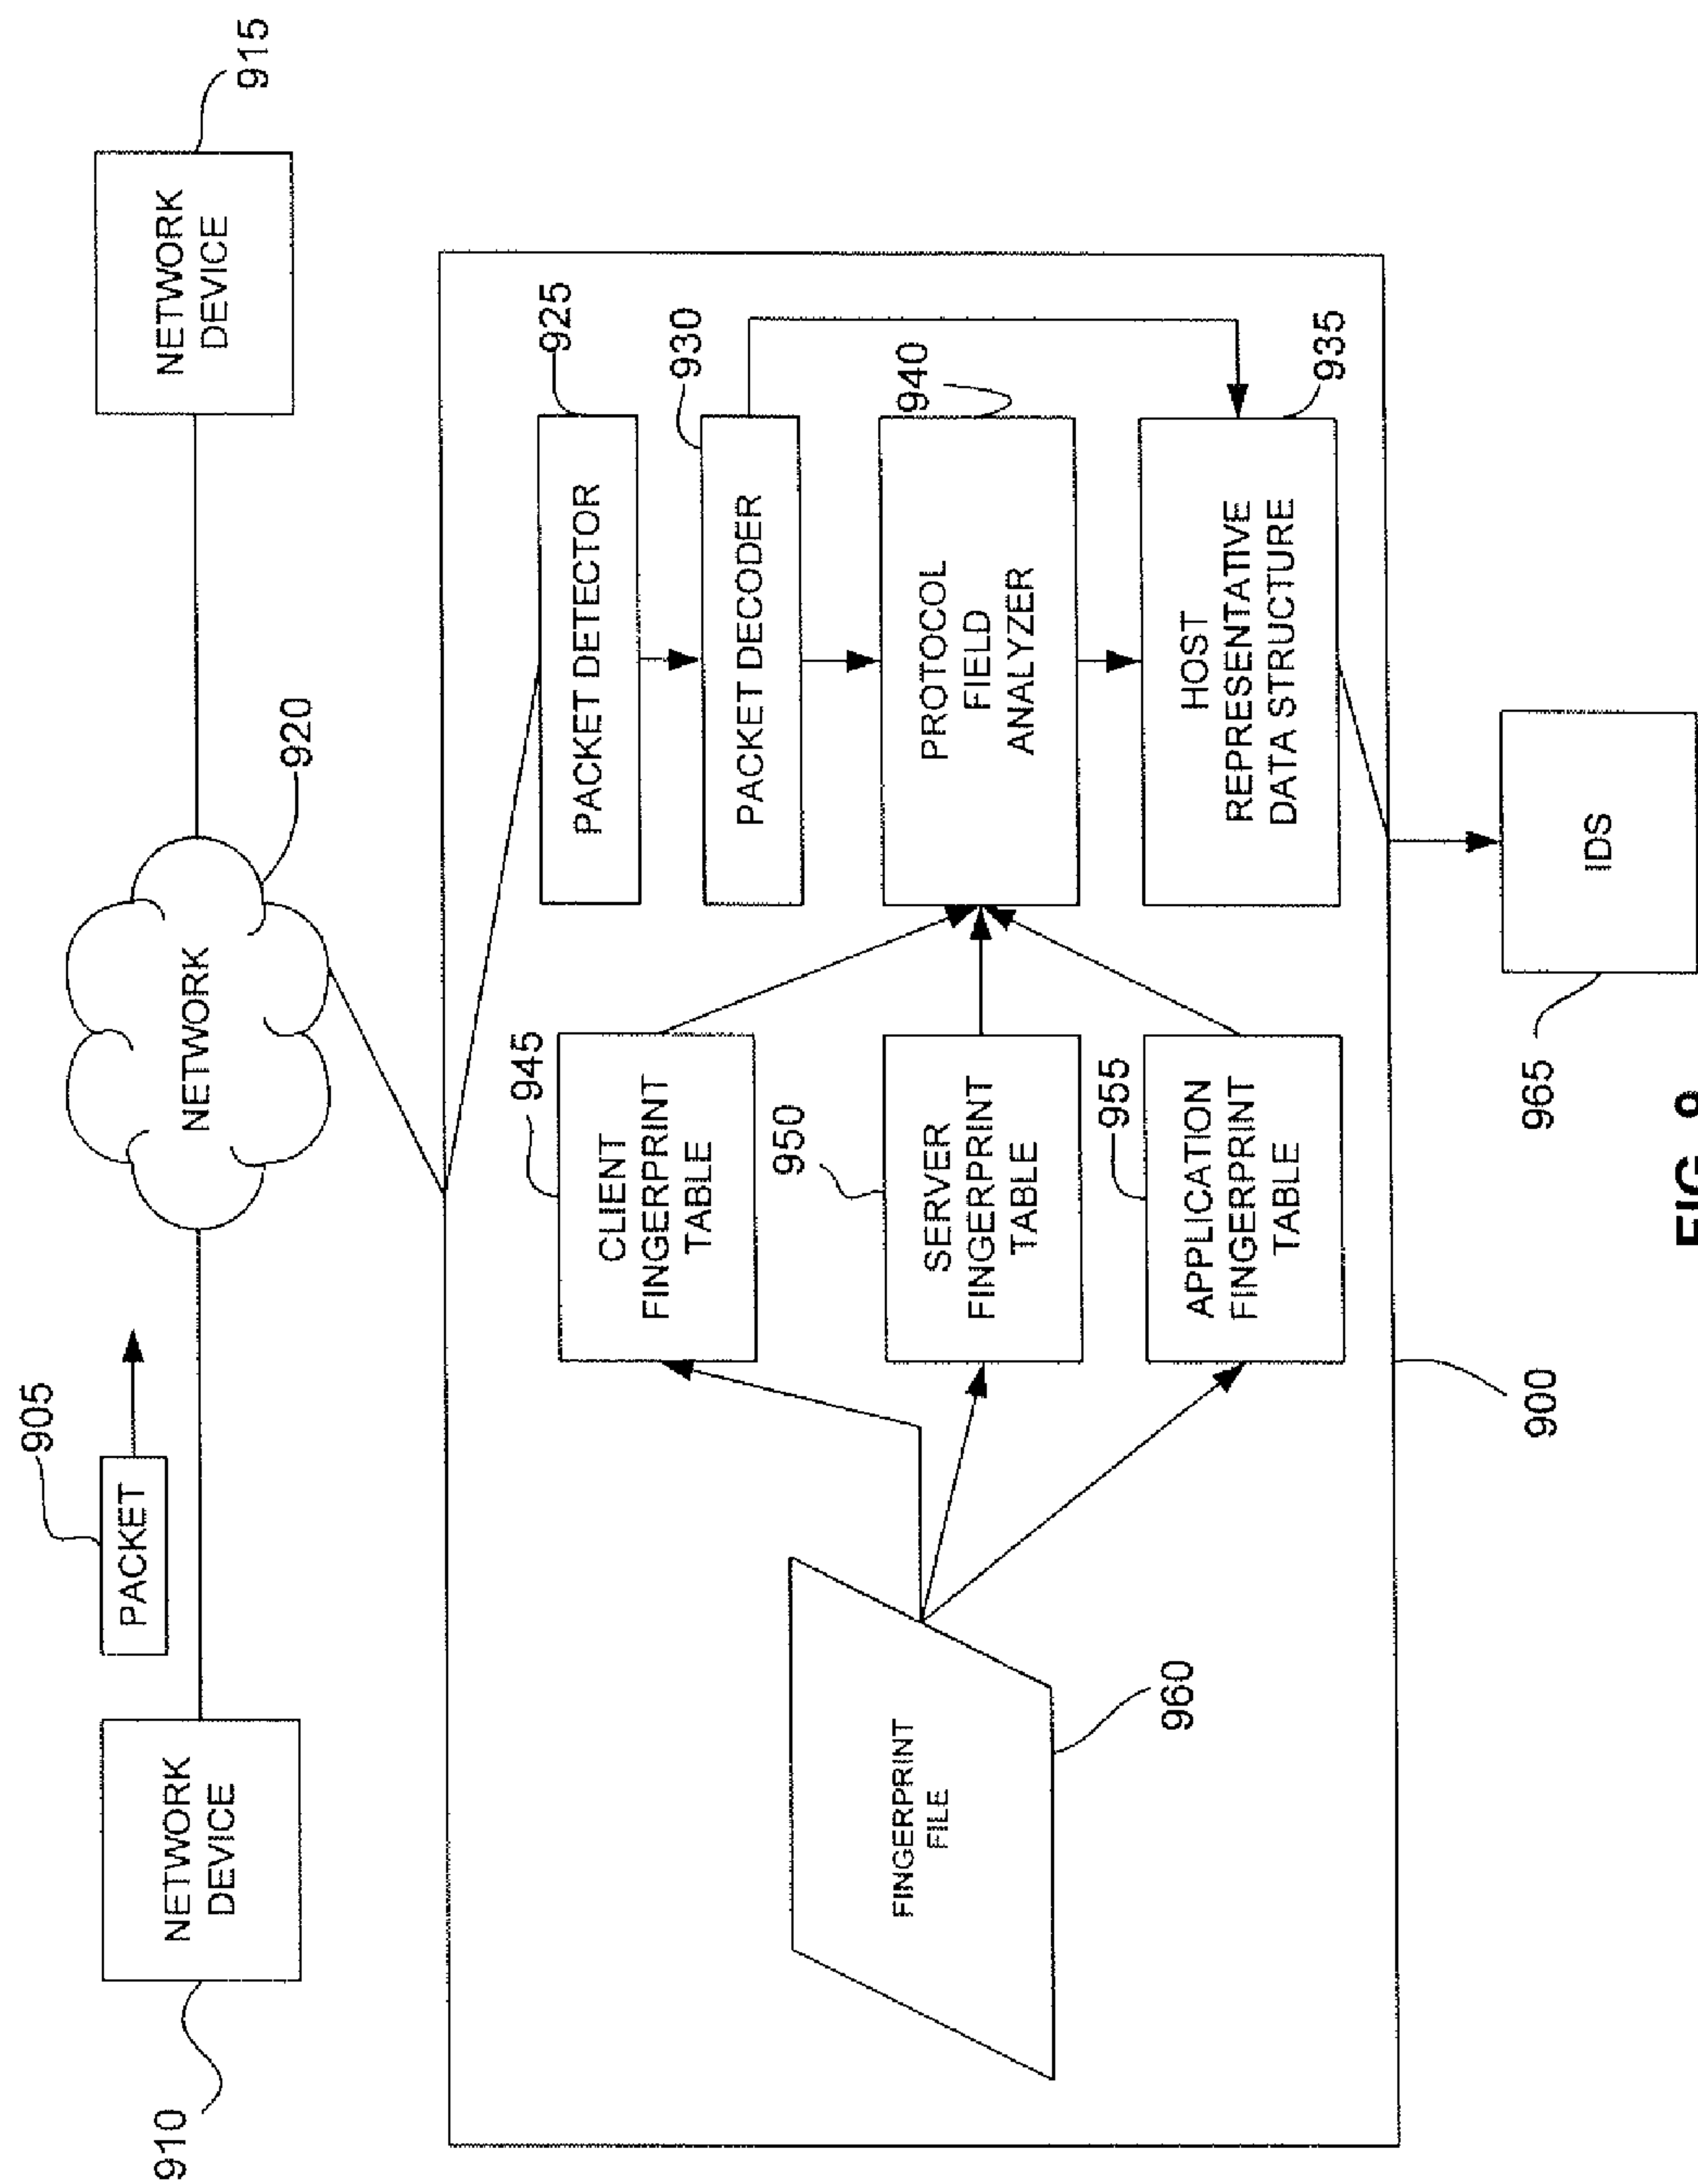 905
PACKET
910
NETWORK
DEVICE
NETWORK
920
NETWORK
DEVICE
915
945
CLIENT
FINGERPRINT
TABLE
PACKET DETECTOR
925
PACKET DECODER
930
FINGERPRINT
FILE
960
950
SERVER
FINGERPRINT
TABLE
PROTOCOL
FIELD
ANALYZER
940
955
APPLICATION
FINGERPRINT
TABLE
HOST
REPRESENTATIVE
DATA STRUCTURE
935
900
965
IDS
FIG